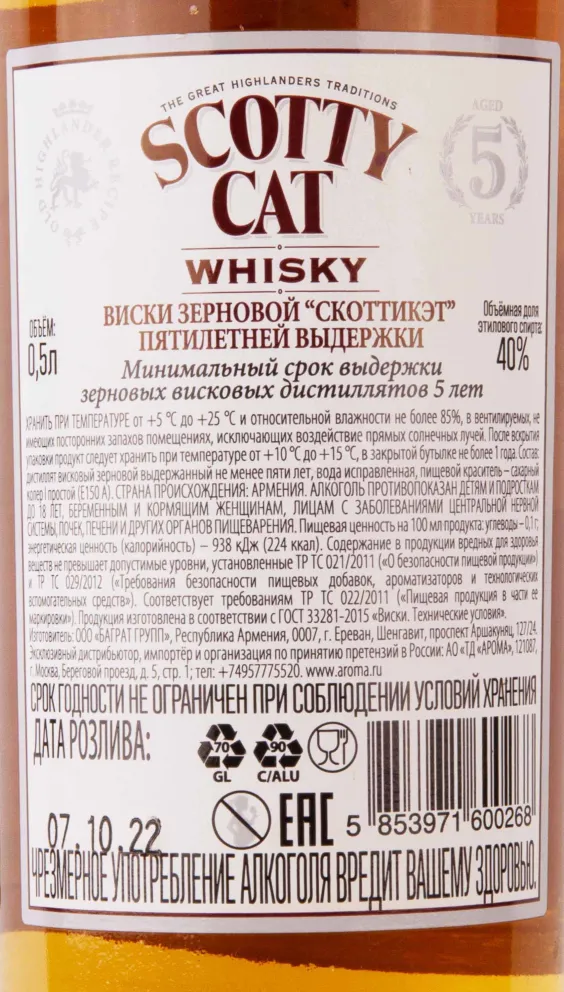 THE GREAT HIGHLANDERS TRADITIONS
SCOTTY
CAT
WHISKY
OLD HIGHLANDER RECIPE
AGED
5
YEARS
ВИСКИ ЗЕРНОВОЙ “СКОТТИКЭТ”
ПЯТИЛЕТНЕЙ ВЫДЕРЖКИ
ОБЪЁМ:
0,5л
Объёмная доля
этилового спирта:
40%
Минимальный срок выдержки
зерновых висковых дистиллятов 5 лет
ХРАНИТЬ ПРИ ТЕМПЕРАТУРЕ от +5 °С до +25 °С и относительной влажности не более 85%, в вентилируемых, не
имеющих посторонних запахов помещениях, исключающих воздействие прямых солнечных лучей. После вскрытия
упаковки продукт следует хранить при температуре от +10 °С до +15 °С, в закрытой бутылке не более 1 года. Состав:
дистиллят висковый зерновой выдержанный не менее пяти лет, вода исправленная, пищевой краситель – сахарный
колер I простой (Е150 А). СТРАНА ПРОИСХОЖДЕНИЯ: АРМЕНИЯ. АЛКОГОЛЬ ПРОТИВОПОКАЗАН ДЕТЯМ И ПОДРОСТКАМ
ДО 18 ЛЕТ, БЕРЕМЕННЫМ И КОРМЯЩИМ ЖЕНЩИНАМ, ЛИЦАМ С ЗАБОЛЕВАНИЯМИ ЦЕНТРАЛЬНОЙ НЕРВНОЙ
СИСТЕМЫ, ПОЧЕК, ПЕЧЕНИ И ДРУГИХ ОРГАНОВ ПИЩЕВАРЕНИЯ. Пищевая ценность на 100 мл продукта: углеводы – 0,1 г;
энергетическая ценность (калорийность) – 938 кДж (224 ккал). Содержание в продукции вредных для здоровья
веществ не превышает допустимые уровни, установленные ТР ТС 021/2011 («О безопасности пищевой продукции»)
и ТР ТС 029/2012 («Требования безопасности пищевых добавок, ароматизаторов и технологических
вспомогательных средств»). Соответствует требованиям ТР ТС 022/2011 («Пищевая продукция в части ее
маркировки»). Продукция изготовлена в соответствии с ГОСТ 33281-2015 «Виски. Технические условия».
Изготовитель: ООО «БАГРАТ ГРУПП», Республика Армения, 0007, г. Ереван, Шенгавит, проспект Аршакуняц, 127/24.
Эксклюзивный дистрибьютор, импортёр и организация по принятию претензий в России: АО «ТД «АРОМА», 121087,
г. Москва, Береговой проезд, д. 5, стр. 1; тел: +74957775520. www.aroma.ru
СРОК ГОДНОСТИ НЕ ОГРАНИЧЕН ПРИ СОБЛЮДЕНИИ УСЛОВИЙ ХРАНЕНИЯ
ДАТА РОЗЛИВА:
07.10.22
70
GL
90
C/ALU
ЕАС
5 853971 600268
ЧРЕЗМЕРНОЕ УПОТРЕБЛЕНИЕ АЛКОГОЛЯ ВРЕДИТ ВАШЕМУ ЗДОРОВЬЮ.